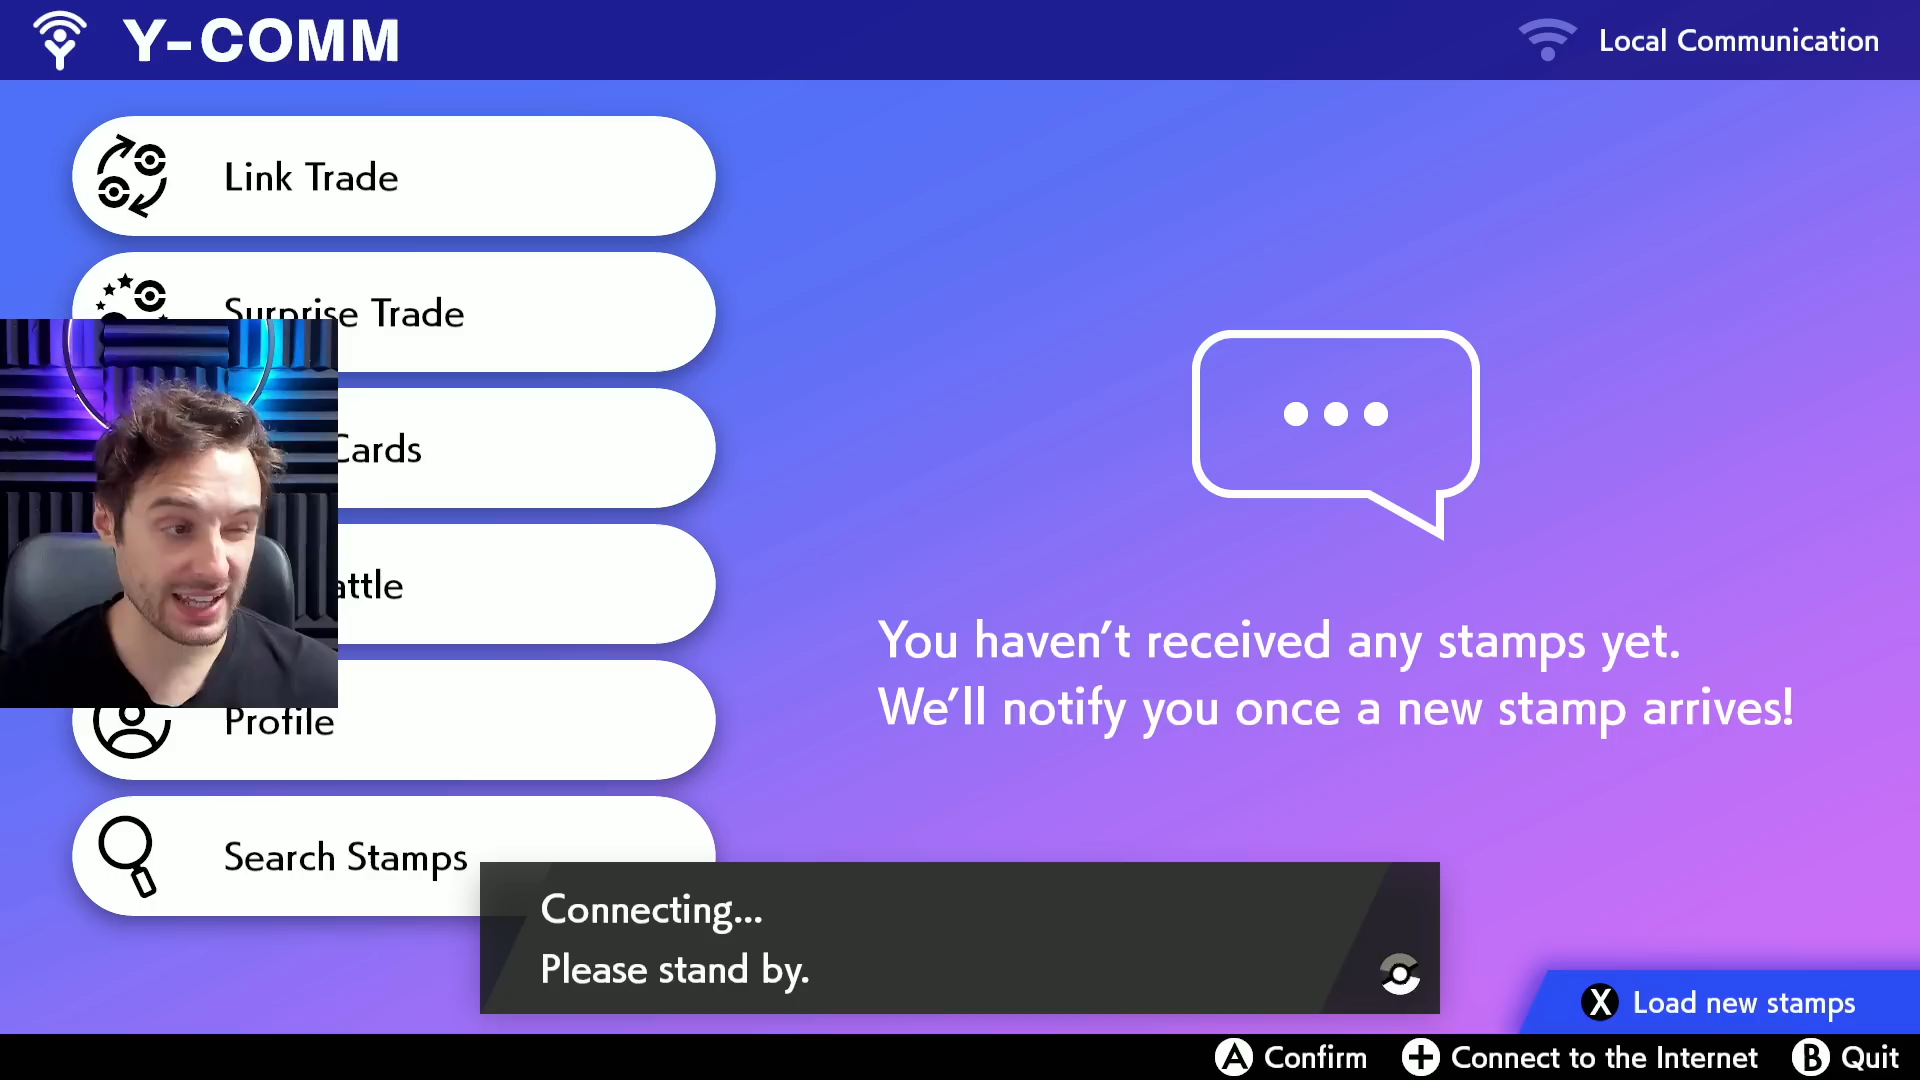 Y-COMM
Local Communication
Link Trade
Surprise Trade
Cards
attle
Profile
Search Stamps
You haven't received any stamps yet.
We'll notify you once a new stamp arrives!
Connecting...
Please stand by.
X Load new stamps
A Confirm + Connect to the Internet B Quit